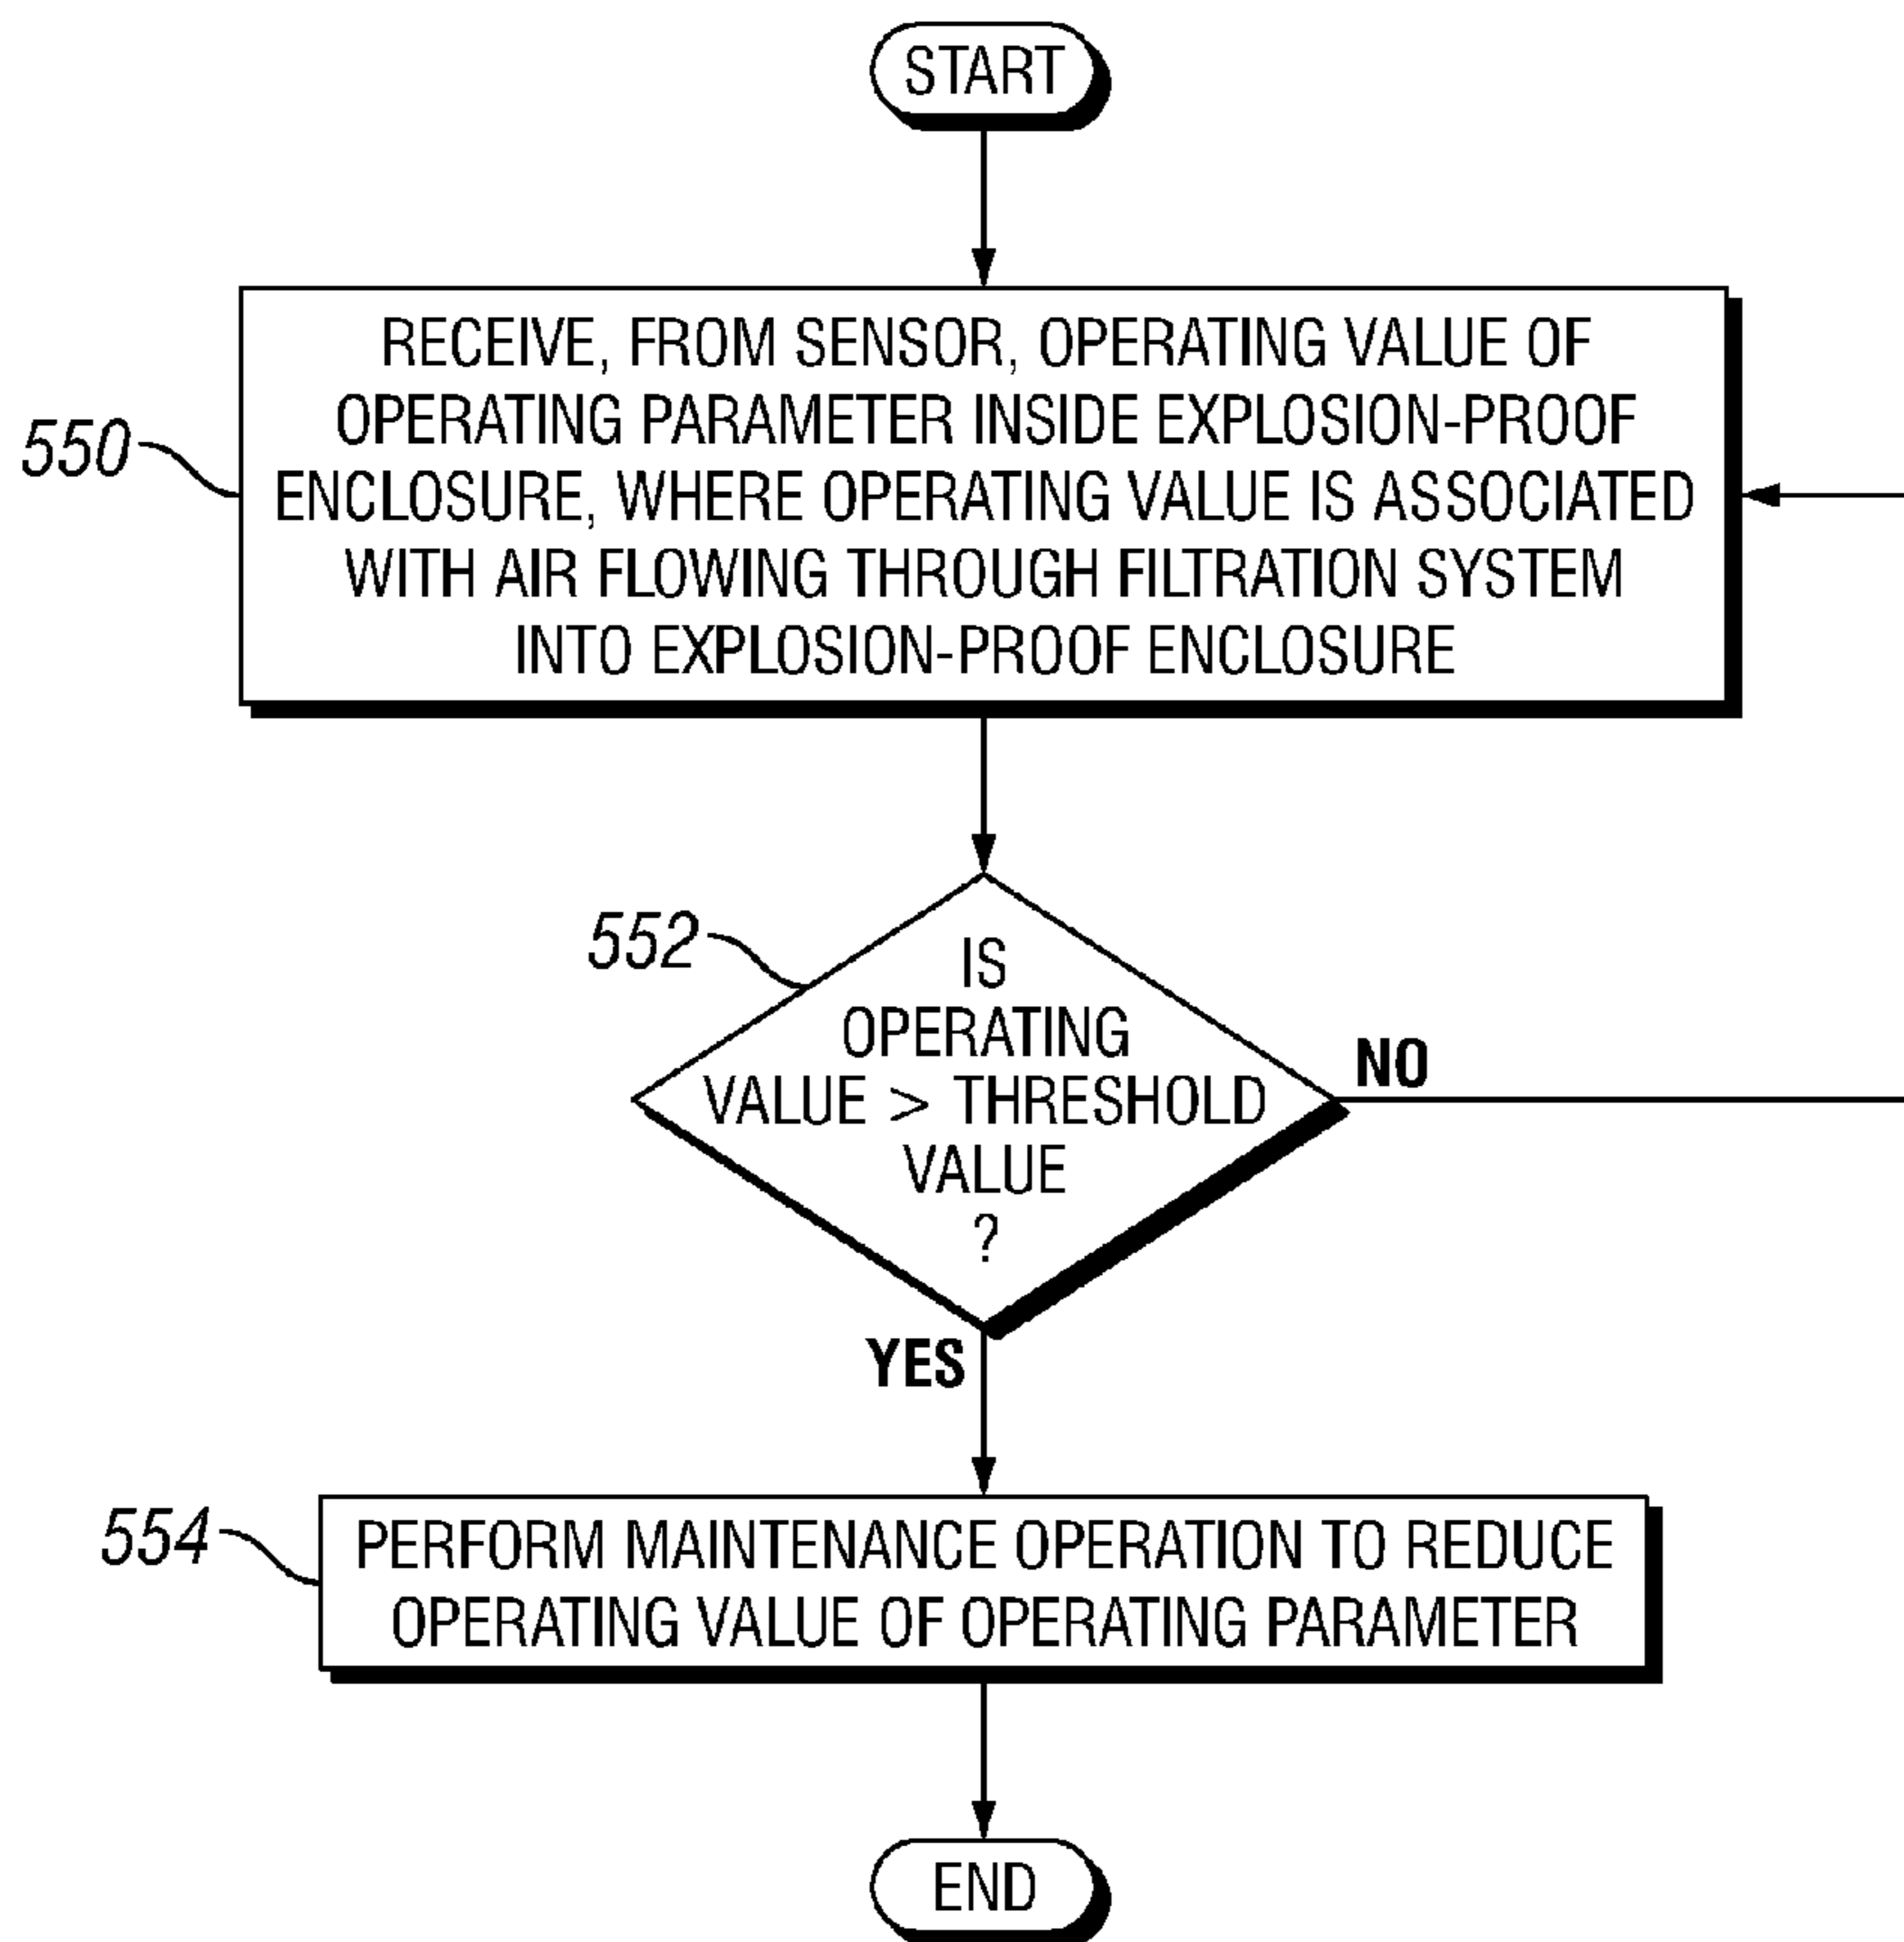 START
RECEIVE, FROM SENSOR, OPERATING VALUE OF
OPERATING PARAMETER INSIDE EXPLOSION-PROOF
ENCLOSURE, WHERE OPERATING VALUE IS ASSOCIATED
WITH AIR FLOWING THROUGH FILTRATION SYSTEM
INTO EXPLOSION-PROOF ENCLOSURE
550
552
IS
OPERATING
VALUE > THRESHOLD
VALUE
?
NO
YES
554
PERFORM MAINTENANCE OPERATION TO REDUCE
OPERATING VALUE OF OPERATING PARAMETER
END